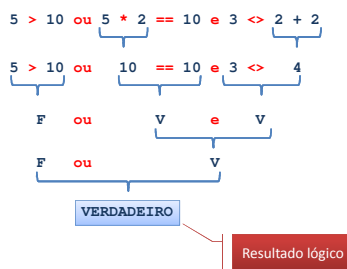 5 > 10 ou 5 * 2 == 10 e 3 <> 2 + 2
5 > 10 ou 10 == 10 e 3 <> 4
F ou V e V
F ou V
VERDADEIRO
Resultado lógico